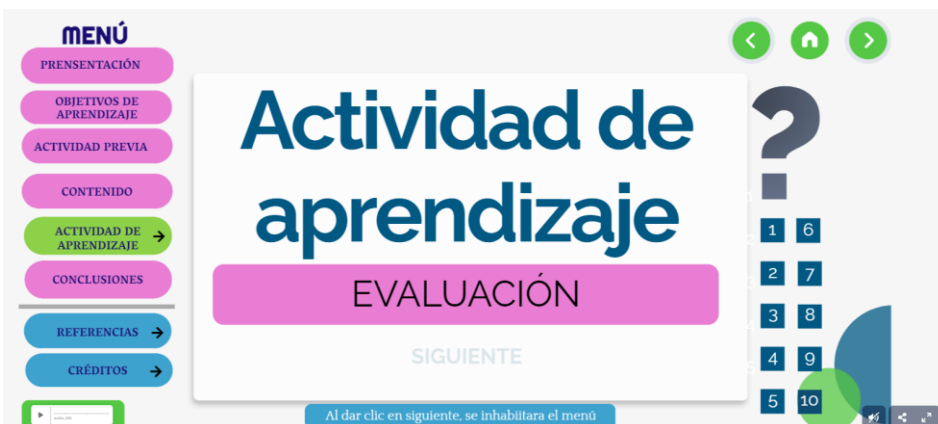 MENÚ
PRENSENTACIÓN
OBJETIVOS DE
APRENDIZAJE
ACTIVIDAD PREVIA
CONTENIDO
ACTIVIDAD DE
APRENDIZAJE
CONCLUSIONES
REFERENCIAS
CRÉDITOS
Actividad de
aprendizaje
EVALUACIÓN
SIGUIENTE
Al dar clic en siguiente, se inhabiitara el menú
?
1 6
2 7
3 8
4 9
5 10